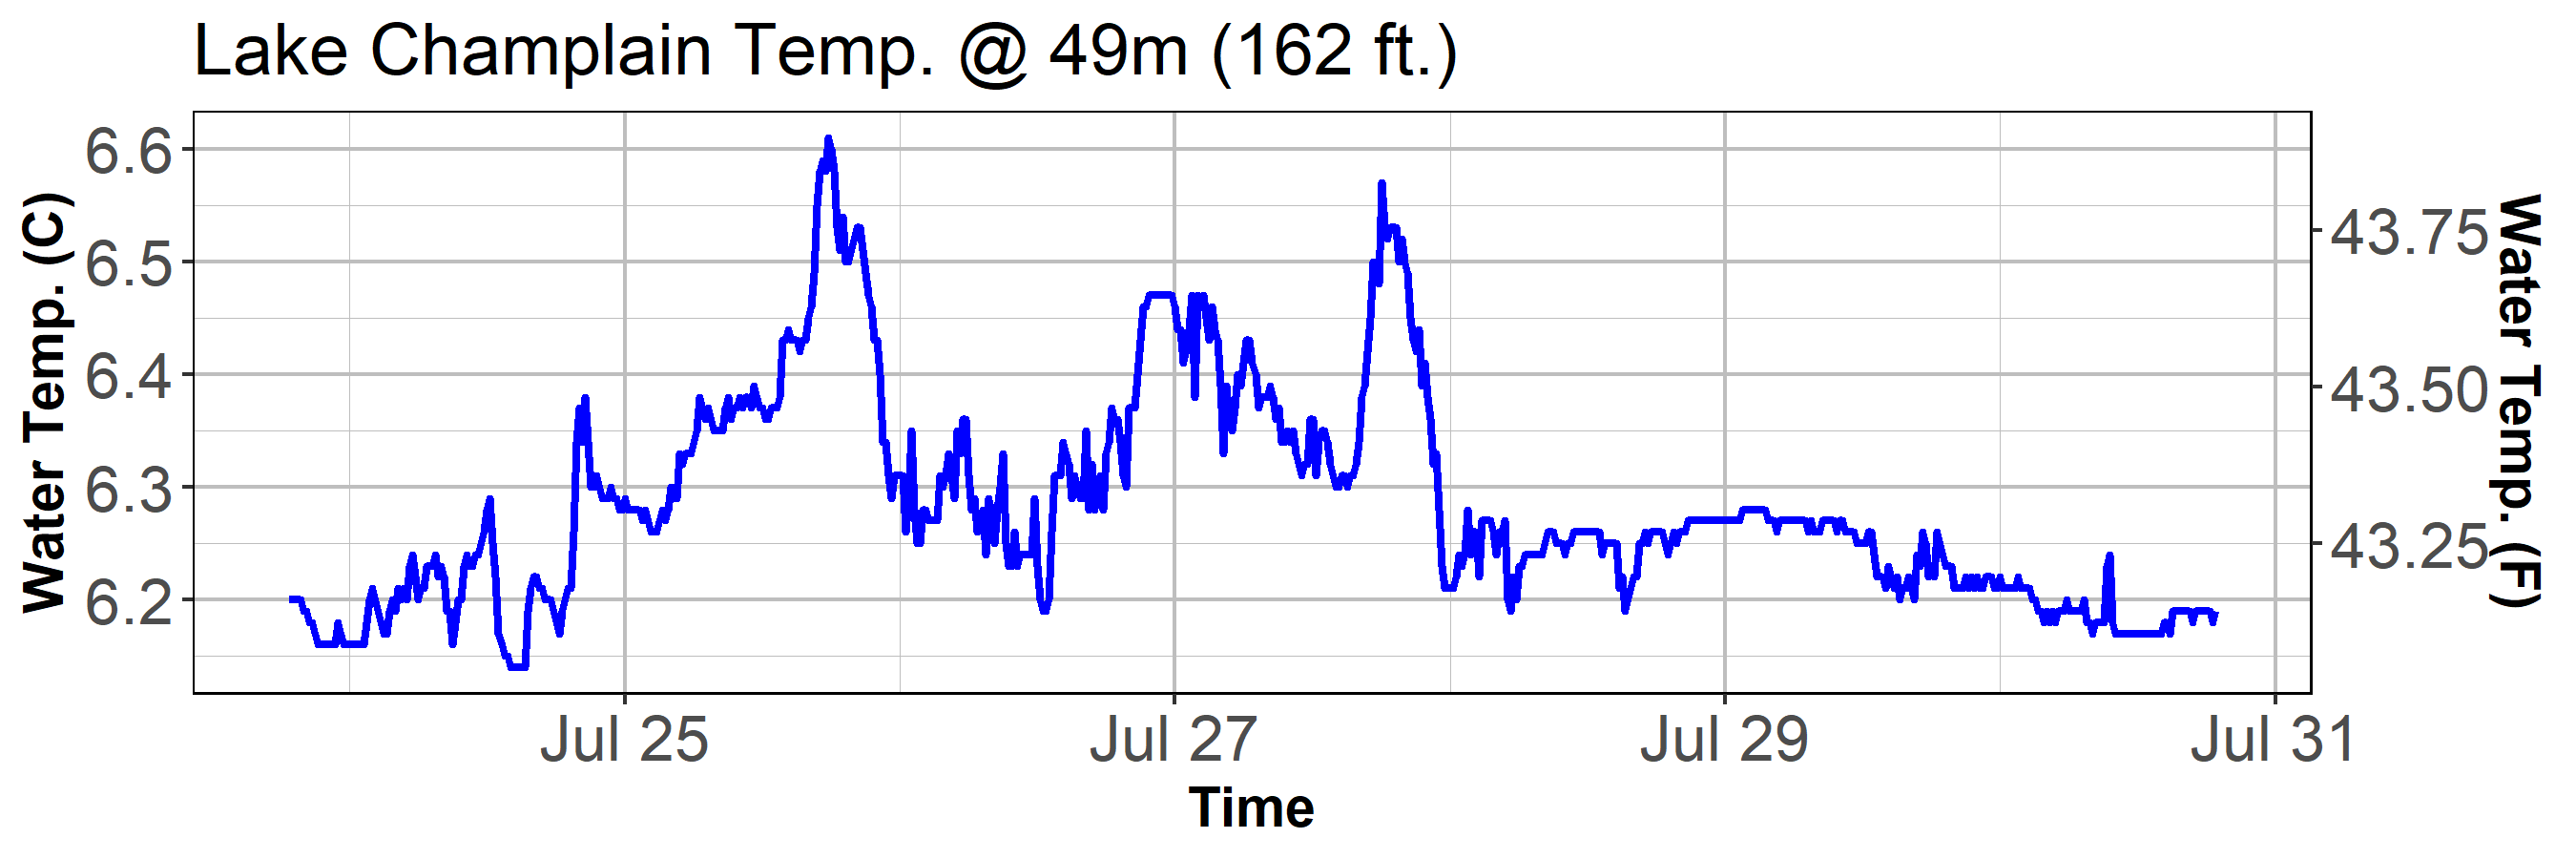 Lake Champlain Temp. @ 49m (162 ft.)
Water Temp. (C)
6.6
6.5
6.4
6.3
6.2
43.75
43.50
43.25
Water Temp. (F)
Jul 25 Jul 27 Jul 29 Jul 31
Time